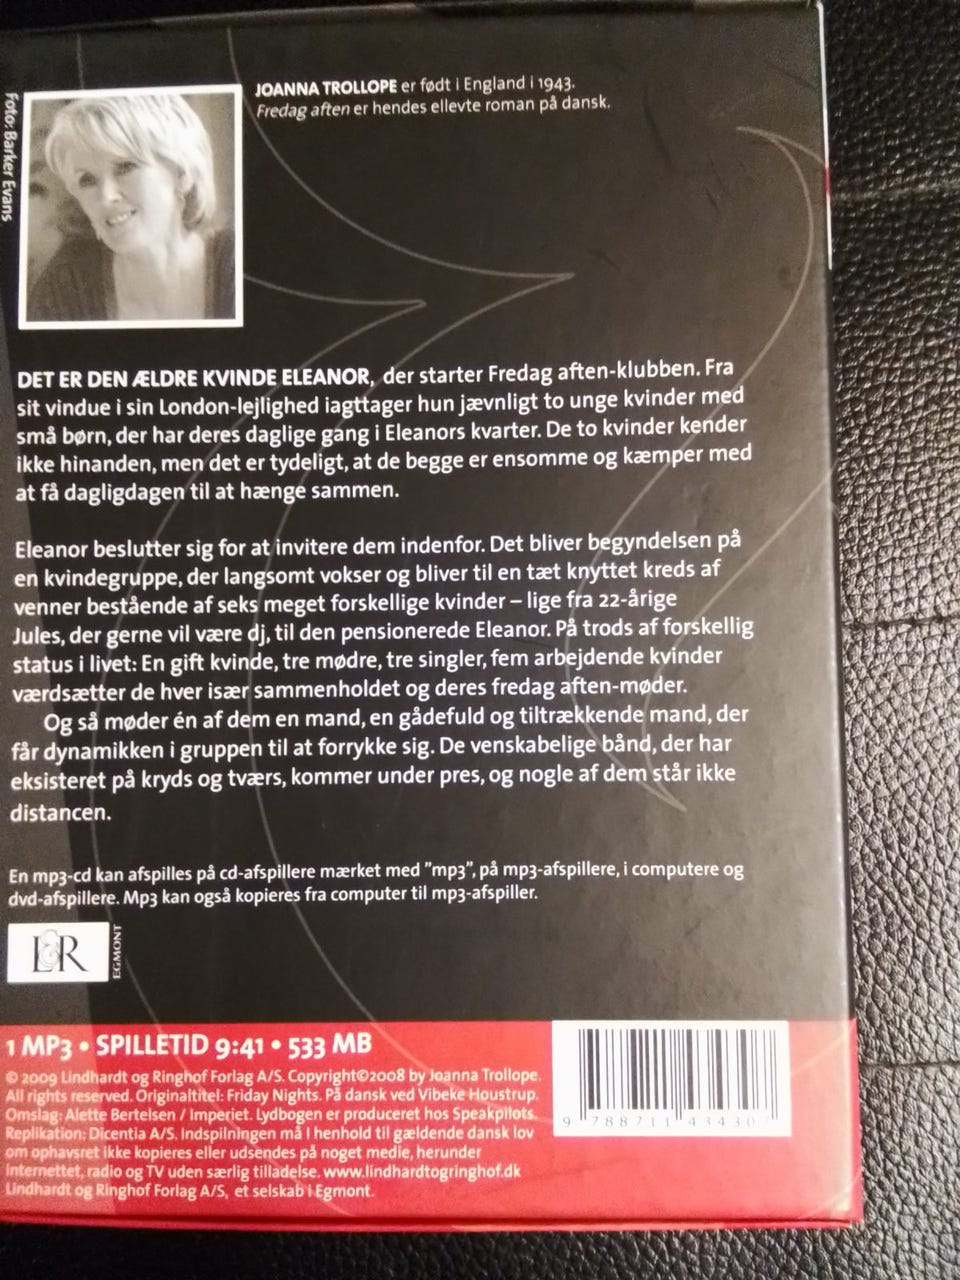 Foto: Barker Evans
JOANNA TROLLOPE er født i England i 1943.
Fredag aften er hendes ellevte roman på dansk.
DET ER DEN ÆLDRE KVINDE ELEANOR, der starter Fredag aften-klubben. Fra
sit vindue i sin London-lejlighed iagttager hun jævnligt to unge kvinder med
små børn, der har deres daglige gang i Eleanors kvarter. De to kvinder kender
ikke hinanden, men det er tydeligt, at de begge er ensomme og kæmper med
at få dagligdagen til at hænge sammen.
Eleanor beslutter sig for at invitere dem indenfor. Det bliver begyndelsen på
en kvindegruppe, der langsomt vokser og bliver til en tæt knyttet kreds af
venner bestående af seks meget forskellige kvinder – lige fra 22-årige
Jules, der gerne vil være dj, til den pensionerede Eleanor. På trods af forskellig
status i livet: En gift kvinde, tre mødre, tre singler, fem arbejdende kvinder
værdsætter de hver især sammenholdet og deres fredag aften-møder.
Og så møder én af dem en mand, en gådefuld og tiltrækkende mand, der
får dynamikken i gruppen til at forrykke sig. De venskabelige bånd, der har
eksisteret på kryds og tværs, kommer under pres, og nogle af dem står ikke
distancen.
En mp3-cd kan afspilles på cd-afspillere mærket med ”mp3”, på mp3-afspillere, i computere og
dvd-afspillere. Mp3 kan også kopieres fra computer til mp3-afspiller.
L&R
EGMONT
1 MP3 • SPILLETID 9:41 • 533 MB
© 2009 Lindhardt og Ringhof Forlag A/S. Copyright©2008 by Joanna Trollope.
All rights reserved. Originaltitel: Friday Nights. På dansk ved Vibeke Houstrup.
Omslag: Alette Bertelsen / Imperiet. Lydbogen er produceret hos Speakpilots.
Replikation: Dicentia A/S. Indspilningen må i henhold til gældende dansk lov
om ophavsret ikke kopieres eller udsendes på noget medie, herunder
Internettet, radio og TV uden særlig tilladelse. www.lindhardtogringhof.dk
Lindhardt og Ringhof Forlag A/S, et selskab i Egmont.
9 788711 434307